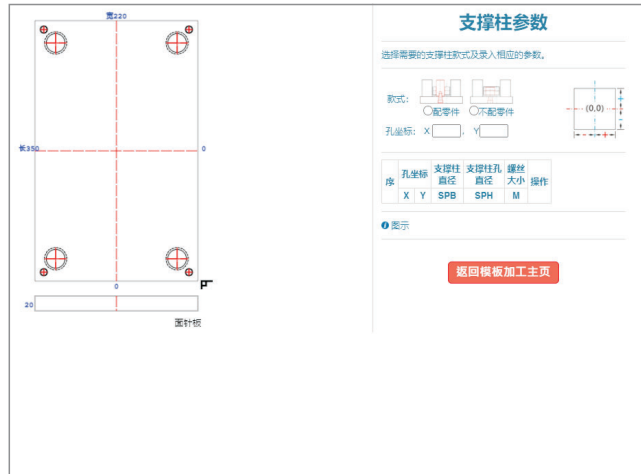 宽220
长350
0
0
20
面针板
支撑柱参数
选择需要的支撑柱款式及录入相应的参数。
款式：
配零件 不配零件
孔坐标： X ， Y
(0,0)
序 孔坐标 支撑柱直径 支撑柱孔直径 螺丝大小 操作
X Y SPB SPH M
图示
返回模板加工主页